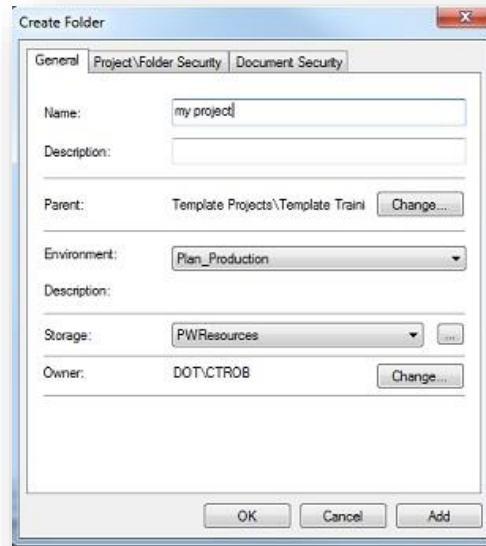 Create Folder
General Project\Folder Security Document Security
Name: my project
Description:
Parent: Template Projects\Template Traini Change...
Environment: Plan_Production
Description:
Storage: PWResources ...
Owner: DOT\CTROB Change...
OK Cancel Add